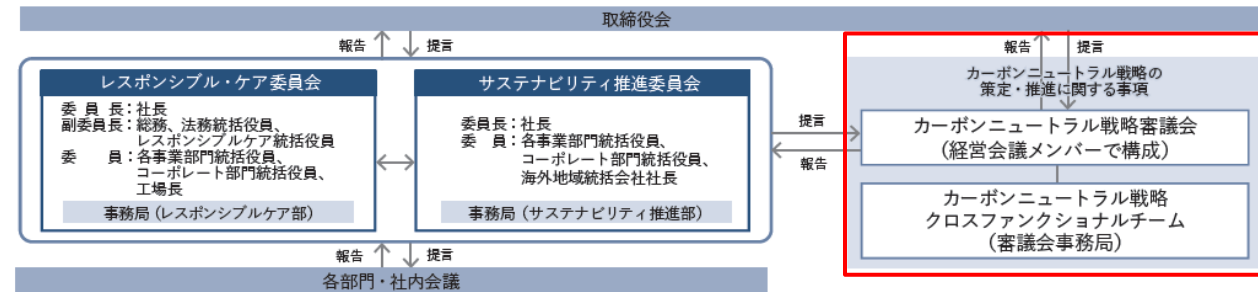 取締役会
報告
提言
レスポンシブル・ケア委員会
委 員 長：社長
副委員長：総務、法務統括役員、
レスポンシブルケア統括役員
委　　員：各事業部門統括役員、
コーポレート部門統括役員、
工場長
事務局（レスポンシブルケア部）
サステナビリティ推進委員会
委員長：社長
委　員：各事業部門統括役員、
コーポレート部門統括役員、
海外地域統括会社社長
事務局（サステナビリティ推進部）
報告
提言
各部門・社内会議
提言
報告
報告
提言
カーボンニュートラル戦略の
策定・推進に関する事項
カーボンニュートラル戦略審議会
（経営会議メンバーで構成）
カーボンニュートラル戦略
クロスファンクショナルチーム
（審議会事務局）